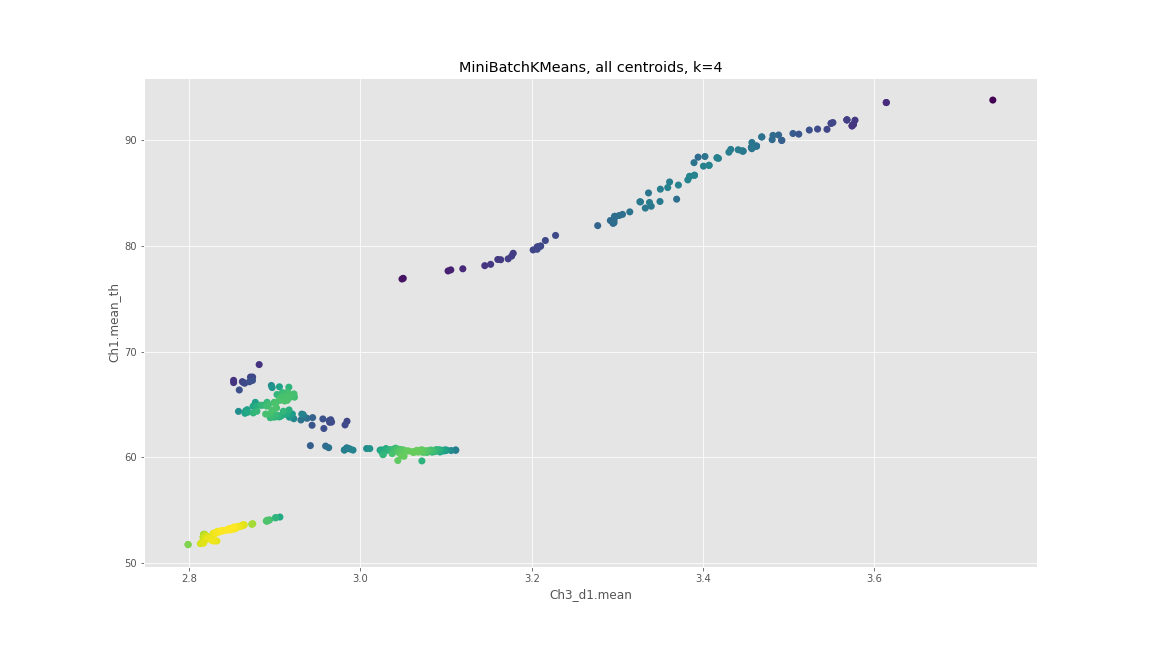 MiniBatchKMeans, all centroids, k=4
Ch1.mean_th
90
80
70
60
50
2.8 3.0 3.2 3.4 3.6
Ch3_d1.mean